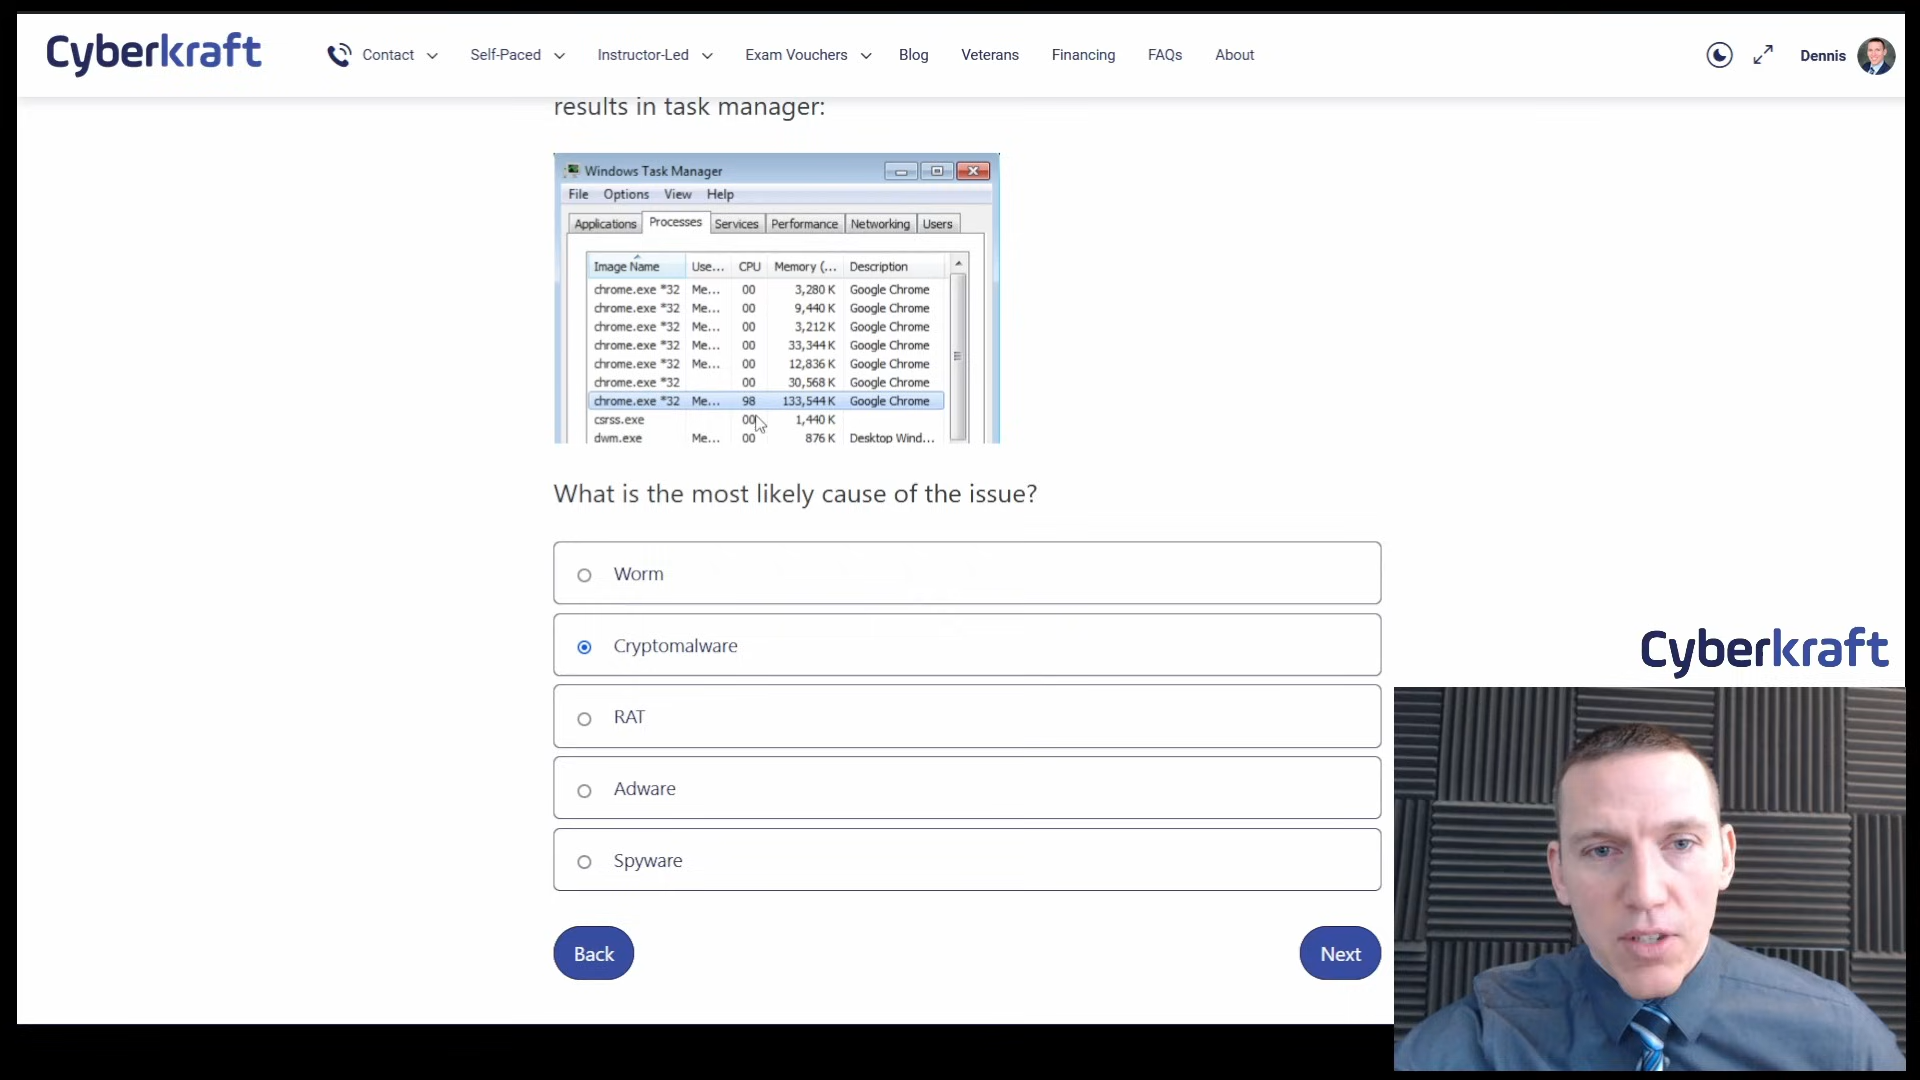 Cyberkraft
Contact Self-Paced Instructor-Led Exam Vouchers Blog Veterans Financing FAQs About Dennis
results in task manager:
Windows Task Manager
File Options View Help
Applications Processes Services Performance Networking Users
Image Name Use... CPU Memory (... Description
chrome.exe *32 Me... 00 3,280 K Google Chrome
chrome.exe *32 Me... 00 9,440 K Google Chrome
chrome.exe *32 Me... 00 3,212 K Google Chrome
chrome.exe *32 Me... 00 33,344 K Google Chrome
chrome.exe *32 Me... 00 12,836 K Google Chrome
chrome.exe *32 00 30,568 K Google Chrome
chrome.exe *32 Me... 98 133,544 K Google Chrome
csrss.exe 00 1,440 K
dwm.exe Me... 00 876 K Desktop Wind...
What is the most likely cause of the issue?
Worm
Cryptomalware
RAT
Adware
Spyware
Back Next
Cyberkraft